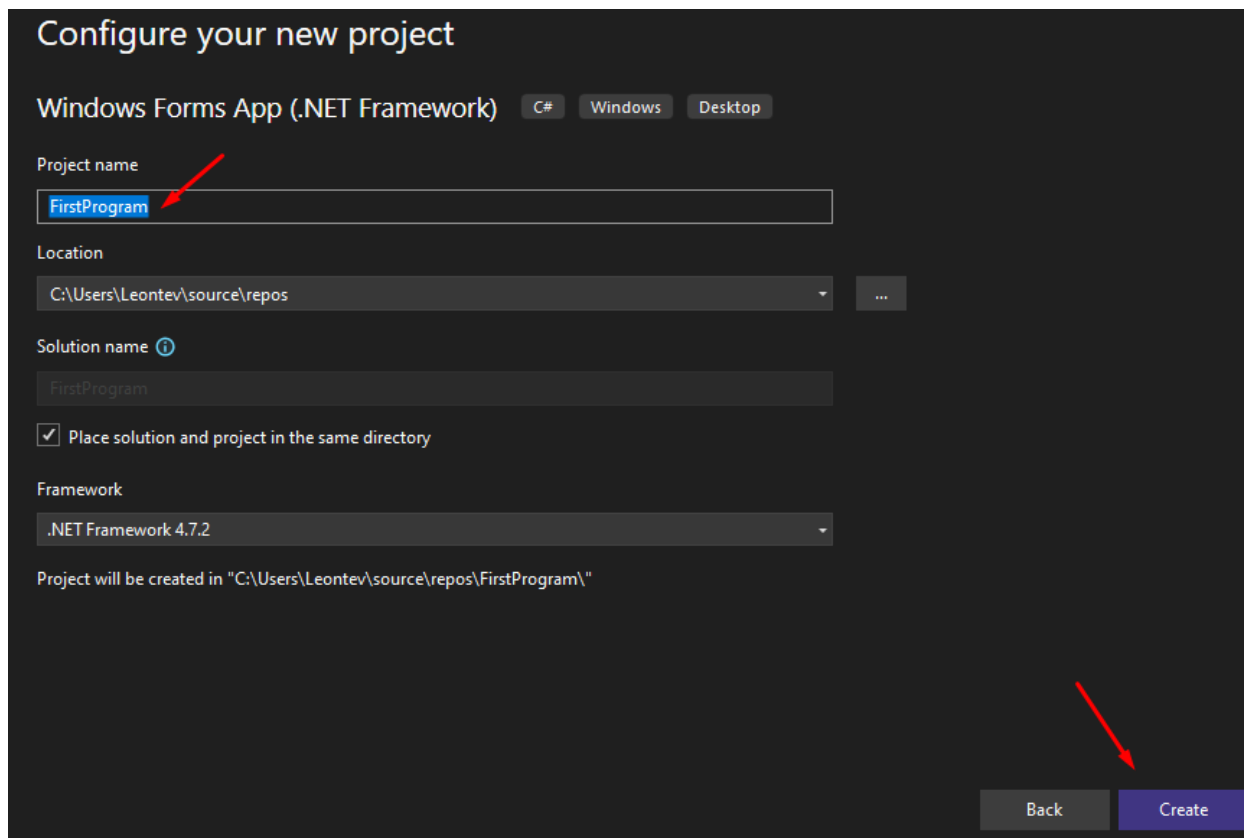 Configure your new project
Windows Forms App (.NET Framework) C# Windows Desktop
Project name
FirstProgram
Location
C:\Users\Leontev\source\repos
...
Solution name
FirstProgram
Place solution and project in the same directory
Framework
.NET Framework 4.7.2
Project will be created in "C:\Users\Leontev\source\repos\FirstProgram\"
Back Create